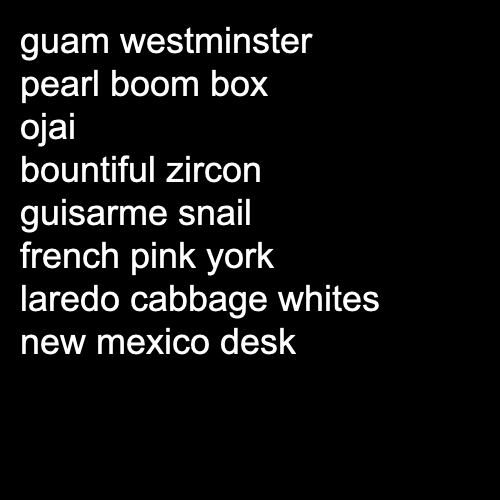 guam westminster
pearl boom box
ojai
bountiful zircon
guisarme snail
french pink york
laredo cabbage whites
new mexico desk